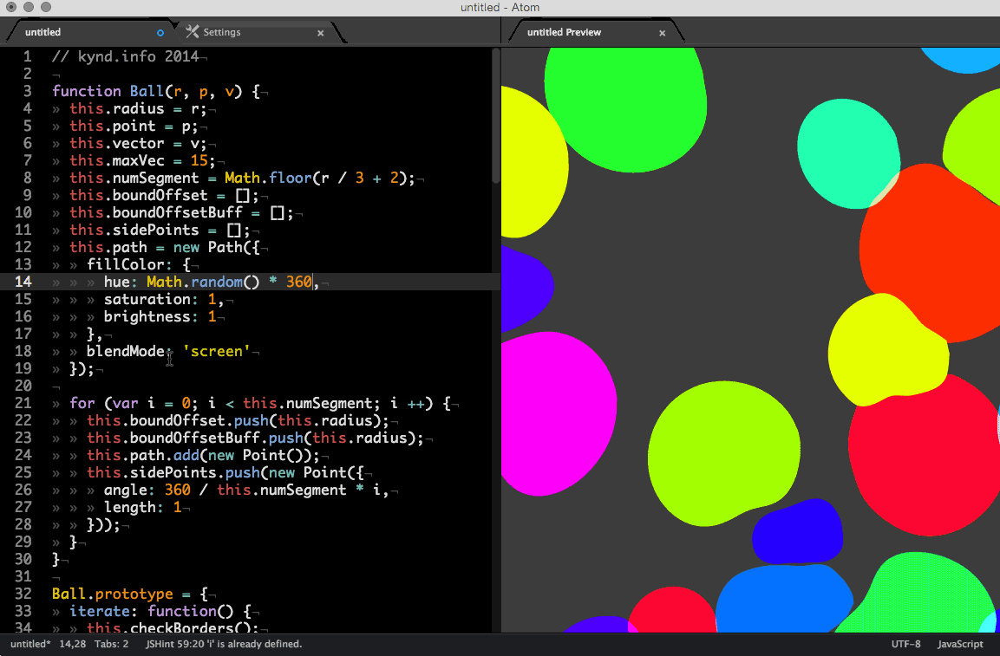 untitled - Atom
untitled
Settings
untitled Preview
1 // kynd.info 2014¬
2 ¬
3 function Ball(r, p, v) {¬
4 » this.radius = r;¬
5 » this.point = p;¬
6 » this.vector = v;¬
7 » this.maxVec = 15;¬
8 » this.numSegment = Math.floor(r / 3 + 2);¬
9 » this.boundOffset = [];¬
10 » this.boundOffsetBuff = [];¬
11 » this.sidePoints = [];¬
12 » this.path = new Path({¬
13 » » fillColor: {¬
14 » » » hue: Math.random() * 360,¬
15 » » » saturation: 1,¬
16 » » » brightness: 1¬
17 » » },¬
18 » » blendMode: 'screen'¬
19 » });¬
20 ¬
21 » for (var i = 0; i < this.numSegment; i ++) {¬
22 » » this.boundOffset.push(this.radius);¬
23 » » this.boundOffsetBuff.push(this.radius);¬
24 » » this.path.add(new Point());¬
25 » » this.sidePoints.push(new Point({¬
26 » » » angle: 360 / this.numSegment * i,¬
27 » » » length: 1¬
28 » » }));¬
29 » }¬
30 }¬
31 ¬
32 Ball.prototype = {¬
33 » iterate: function() {¬
34 » » this.checkBorders();¬
untitled* 14,28 Tabs: 2 JSHint 59:20 'i' is already defined.
UTF-8 JavaScript